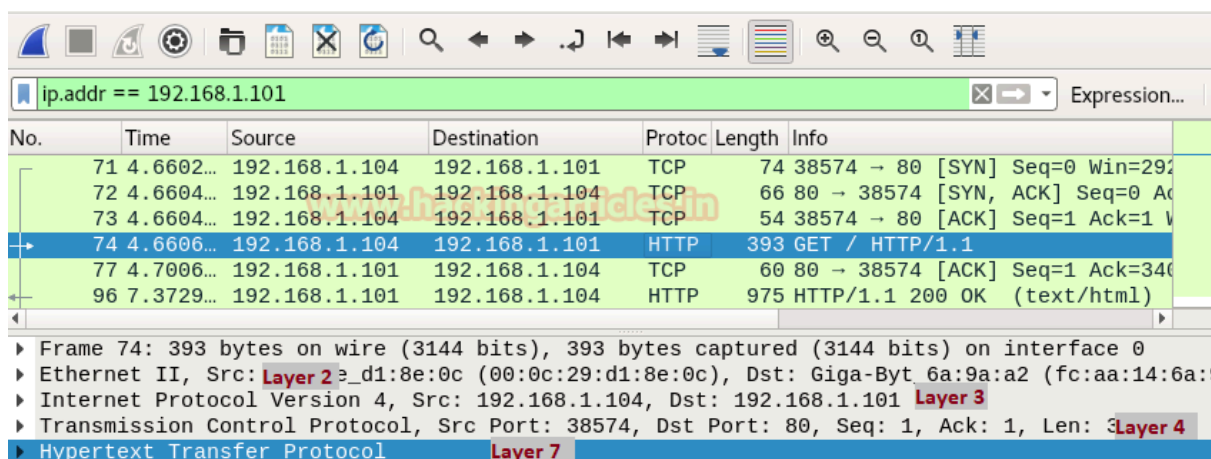 ip.addr == 192.168.1.101 Expression...
No. Time Source Destination Protoc Length Info
71 4.6602… 192.168.1.104 192.168.1.101 TCP 74 38574 → 80 [SYN] Seq=0 Win=292
72 4.6604… 192.168.1.101 192.168.1.104 TCP 66 80 → 38574 [SYN, ACK] Seq=0 Ac
www.hackingarticles.in
73 4.6604… 192.168.1.104 192.168.1.101 TCP 54 38574 → 80 [ACK] Seq=1 Ack=1 W
74 4.6606… 192.168.1.104 192.168.1.101 HTTP 393 GET / HTTP/1.1
77 4.7006… 192.168.1.101 192.168.1.104 TCP 60 80 → 38574 [ACK] Seq=1 Ack=340
96 7.3729… 192.168.1.101 192.168.1.104 HTTP 975 HTTP/1.1 200 OK (text/html)
Frame 74: 393 bytes on wire (3144 bits), 393 bytes captured (3144 bits) on interface 0
Ethernet II, Src: Layer 2 e_d1:8e:0c (00:0c:29:d1:8e:0c), Dst: Giga-Byt_6a:9a:a2 (fc:aa:14:6a:9
Internet Protocol Version 4, Src: 192.168.1.104, Dst: 192.168.1.101 Layer 3
Transmission Control Protocol, Src Port: 38574, Dst Port: 80, Seq: 1, Ack: 1, Len: 3 Layer 4
Hypertext Transfer Protocol Layer 7